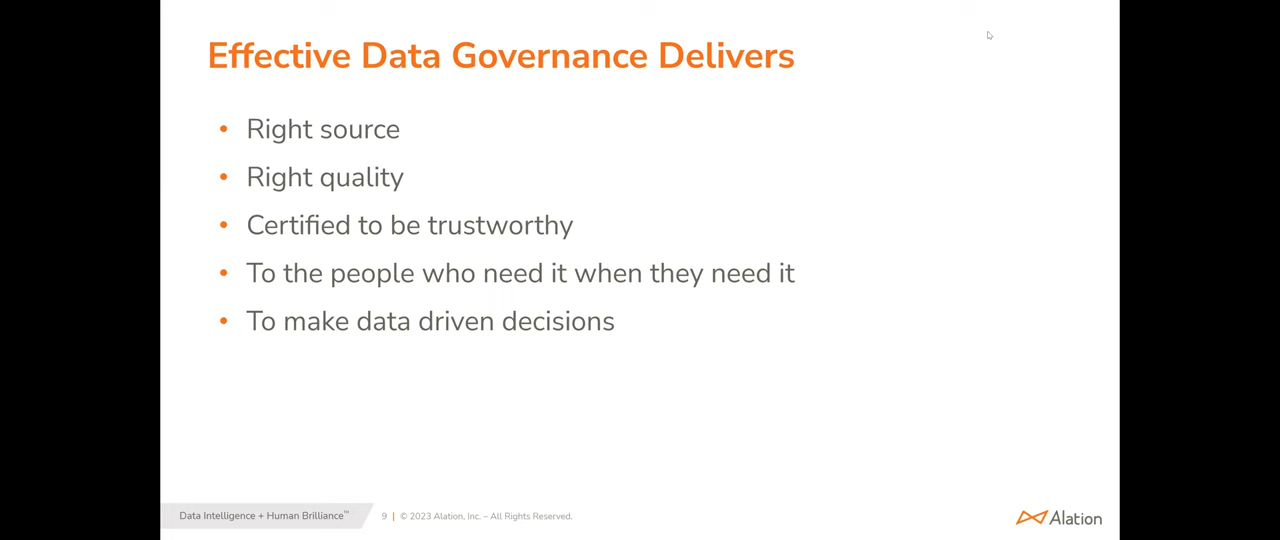 Effective Data Governance Delivers
• Right source
• Right quality
• Certified to be trustworthy
• To the people who need it when they need it
• To make data driven decisions
Data Intelligence + Human Brilliance™ 9 | © 2023 Alation, Inc. – All Rights Reserved. Alation